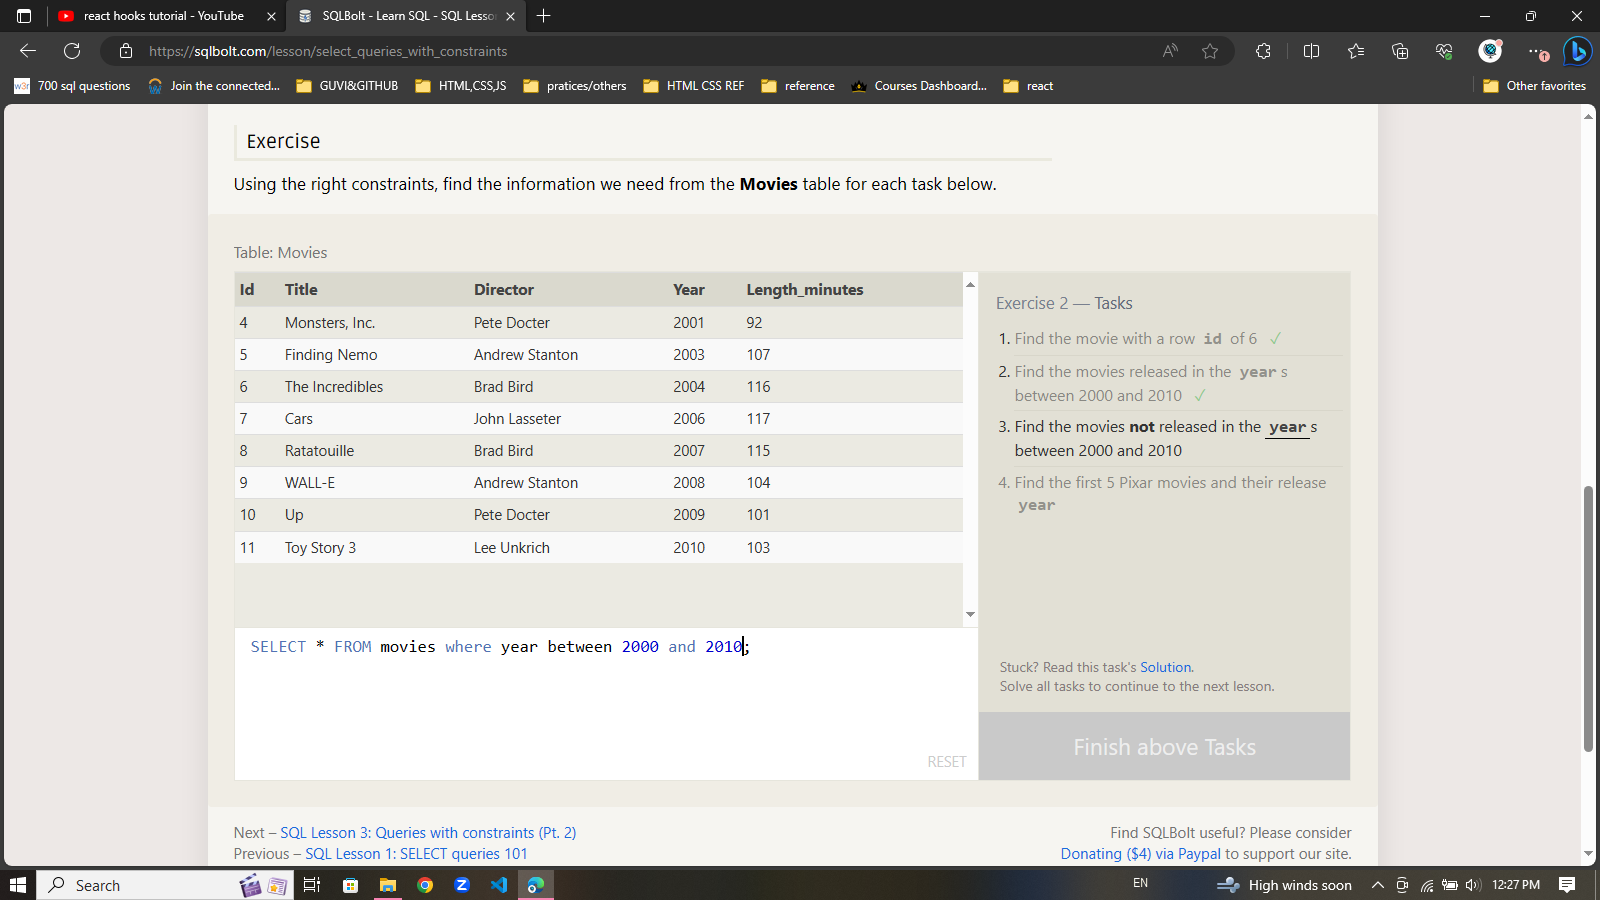 react hooks tutorial - YouTube
SQLBolt - Learn SQL - SQL Lesso
https://sqlbolt.com/lesson/select_queries_with_constraints
1
w3r 700 sql questions
Join the connected...
GUVI&GITHUB
HTML,CSS,JS
pratices/others
HTML CSS REF
reference
Courses Dashboard...
react
Other favorites
Exercise
Using the right constraints, find the information we need from the Movies table for each task below.
Table: Movies
Id Title Director Year Length_minutes
4 Monsters, Inc. Pete Docter 2001 92
5 Finding Nemo Andrew Stanton 2003 107
6 The Incredibles Brad Bird 2004 116
7 Cars John Lasseter 2006 117
8 Ratatouille Brad Bird 2007 115
9 WALL-E Andrew Stanton 2008 104
10 Up Pete Docter 2009 101
11 Toy Story 3 Lee Unkrich 2010 103
SELECT * FROM movies where year between 2000 and 2010;
RESET
Exercise 2 — Tasks
1. Find the movie with a row id of 6 ✓
2. Find the movies released in the year s
between 2000 and 2010 ✓
3. Find the movies not released in the year s
between 2000 and 2010
4. Find the first 5 Pixar movies and their release
year
Stuck? Read this task's Solution.
Solve all tasks to continue to the next lesson.
Finish above Tasks
Next – SQL Lesson 3: Queries with constraints (Pt. 2)
Previous – SQL Lesson 1: SELECT queries 101
Find SQLBolt useful? Please consider
Donating ($4) via Paypal to support our site.
Search
EN
High winds soon
12:27 PM